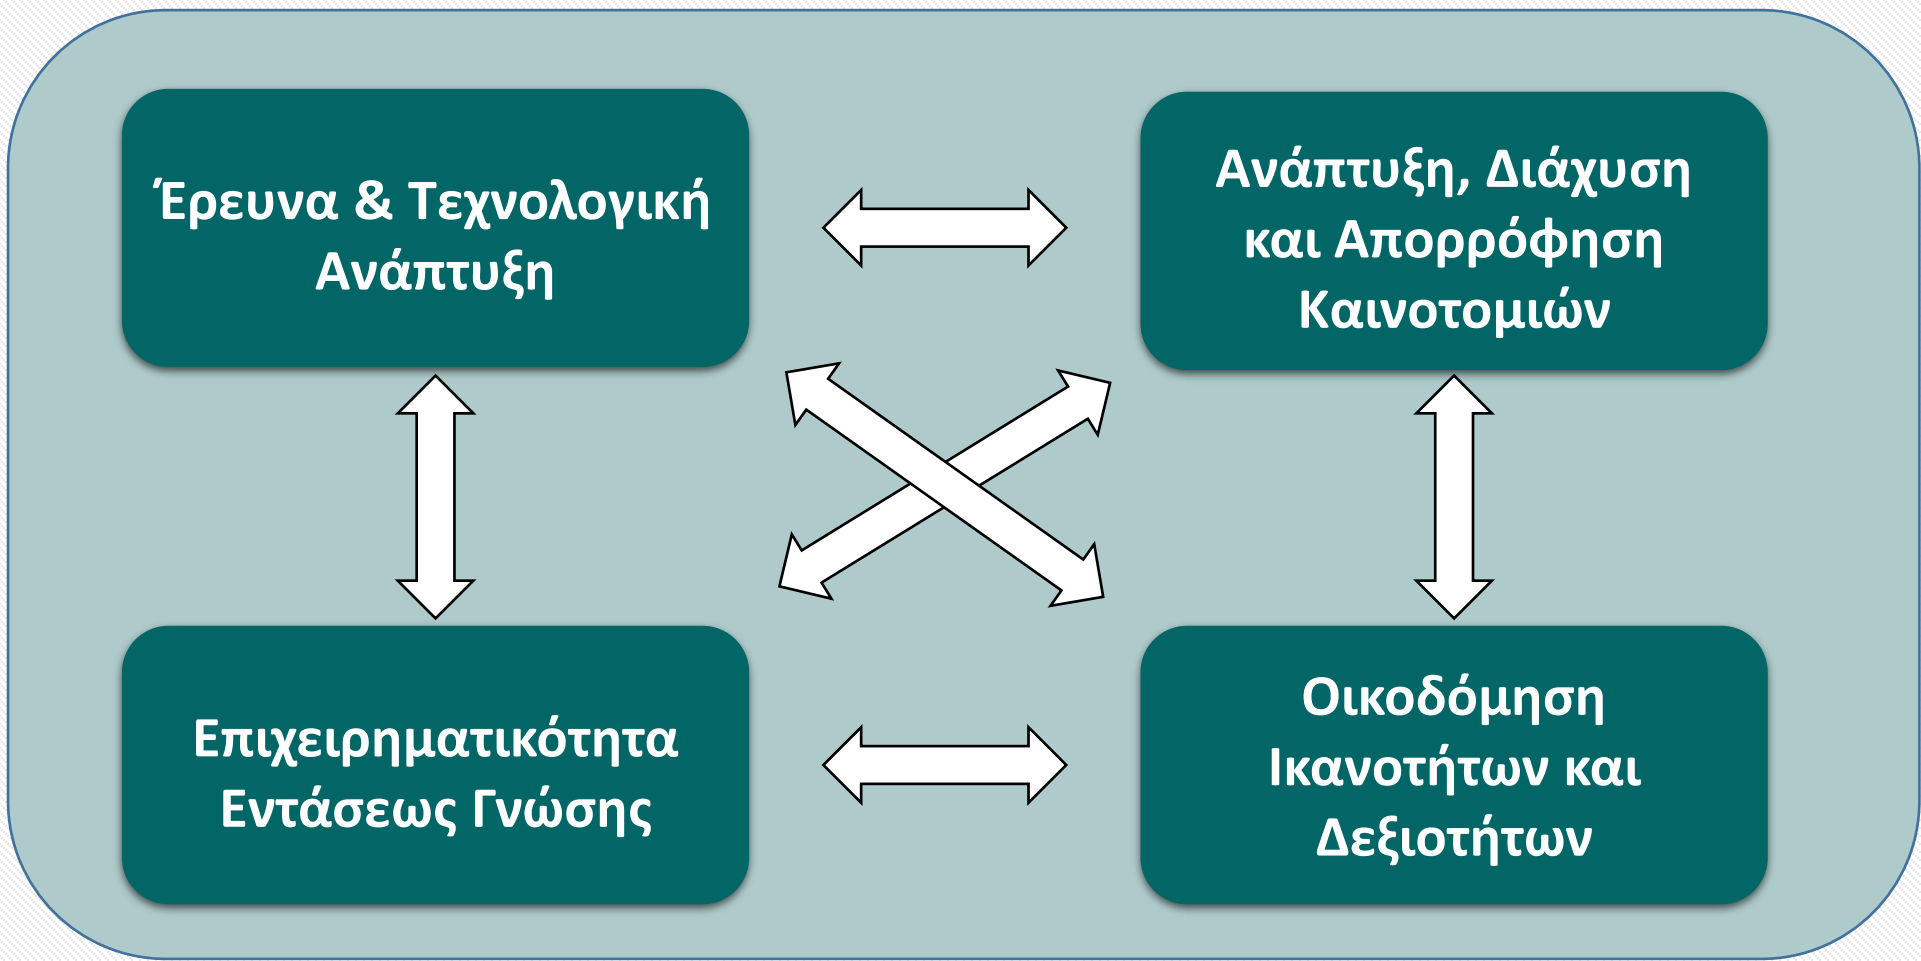 Έρευνα & Τεχνολογική
Ανάπτυξη
Ανάπτυξη, Διάχυση
και Απορρόφηση
Καινοτομιών
Επιχειρηματικότητα
Εντάσεως Γνώσης
Οικοδόμηση
Ικανοτήτων και
Δεξιοτήτων